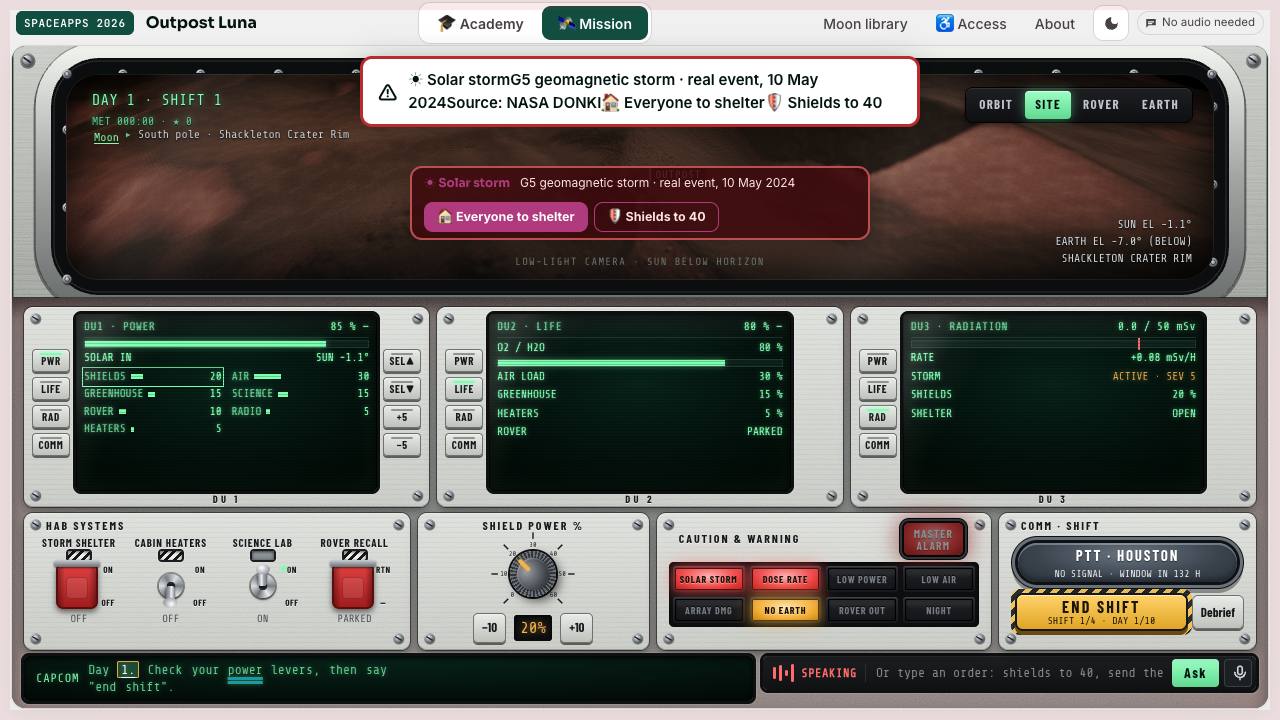 SPACEAPPS 2026
Outpost Luna
🎓 Academy
Mission
Moon library
♿ Access
About
No audio needed
☀ Solar stormG5 geomagnetic storm · real event, 10 May
2024Source: NASA DONKI🏠 Everyone to shelter🛡 Shields to 40
DAY 1 · SHIFT 1
MET 000:00 · ★ 0
Moon ▸ South pole · Shackleton Crater Rim
ORBIT
SITE
ROVER
EARTH
OUTPOST
Solar storm G5 geomagnetic storm · real event, 10 May 2024
🏠 Everyone to shelter
🛡 Shields to 40
SUN EL −1.1°
EARTH EL −7.0° (BELOW)
SHACKLETON CRATER RIM
LOW-LIGHT CAMERA · SUN BELOW HORIZON
PWR
LIFE
RAD
COMM
DU1 · POWER 85 % −
SOLAR IN SUN −1.1°
SHIELDS 20 AIR 30
GREENHOUSE 15 SCIENCE 15
ROVER 10 RADIO 5
HEATERS 5
SEL▲
SEL▼
+5
−5
DU 1
PWR
LIFE
RAD
COMM
DU2 · LIFE 80 % −
O2 / H2O 80 %
AIR LOAD 30 %
GREENHOUSE 15 %
HEATERS 5 %
ROVER PARKED
DU 2
PWR
LIFE
RAD
COMM
DU3 · RADIATION 0.0 / 50 mSv
RATE +0.08 mSv/H
STORM ACTIVE · SEV 5
SHIELDS 20 %
SHELTER OPEN
DU 3
HAB SYSTEMS
STORM SHELTER
ON
OFF
OFF
CABIN HEATERS
ON
OFF
OFF
SCIENCE LAB
ON
OFF
ON
ROVER RECALL
RTN
—
PARKED
SHIELD POWER %
0
10
20
30
40
50
60
−10
20%
+10
CAUTION & WARNING
MASTER
ALARM
SOLAR STORM
DOSE RATE
LOW POWER
LOW AIR
ARRAY DMG
NO EARTH
ROVER OUT
NIGHT
COMM · SHIFT
PTT · HOUSTON
NO SIGNAL · WINDOW IN 132 H
END SHIFT
SHIFT 1/4 · DAY 1/10
Debrief
CAPCOM
Day 1. Check your power levers, then say
"end shift".
SPEAKING
Or type an order: shields to 40, send the
Ask